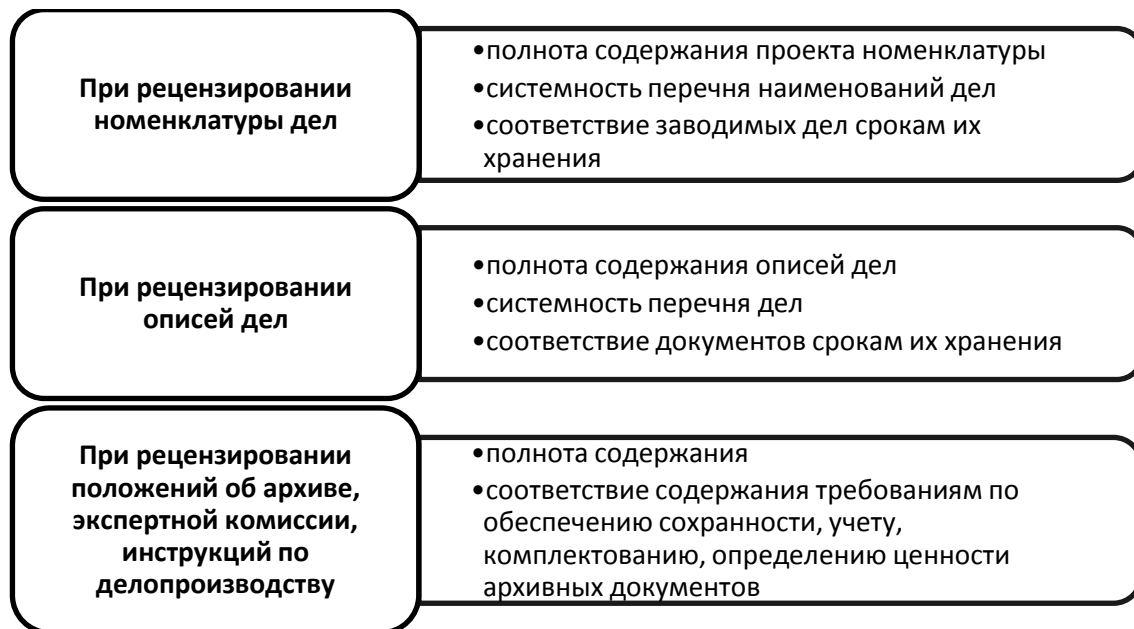 При рецензировании
номенклатуры дел
•полнота содержания проекта номенклатуры
•системность перечня наименований дел
•соответствие заводимых дел срокам их
хранения
При рецензировании
описей дел
•полнота содержания описей дел
•системность перечня дел
•соответствие документов срокам их хранения
При рецензировании
положений об архиве,
экспертной комиссии,
инструкций по
делопроизводству
•полнота содержания
•соответствие содержания требованиям по
обеспечению сохранности, учету,
комплектованию, определению ценности
архивных документов